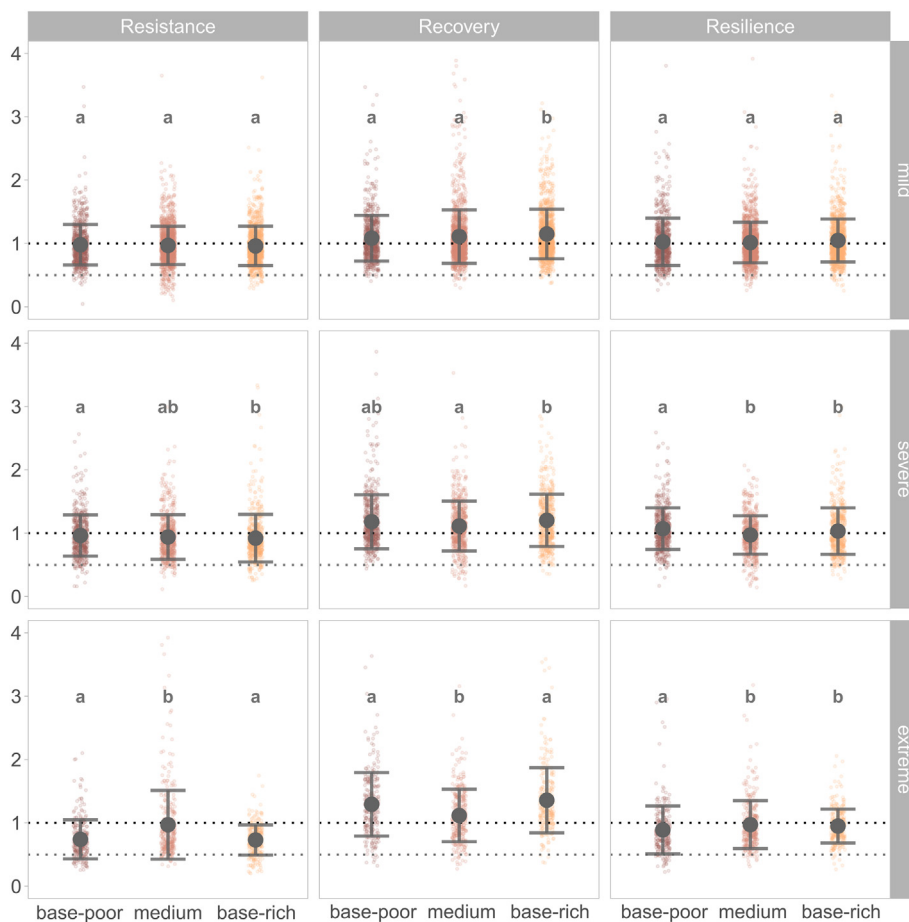 Resistance Recovery Resilience
4
3 a a a a a b a a a mild
2
1
0
4
3 a ab b ab a b a b b severe
2
1
0
4
3 a b a a b a a b b extreme
2
1
0
base-poor medium base-rich base-poor medium base-rich base-poor medium base-rich